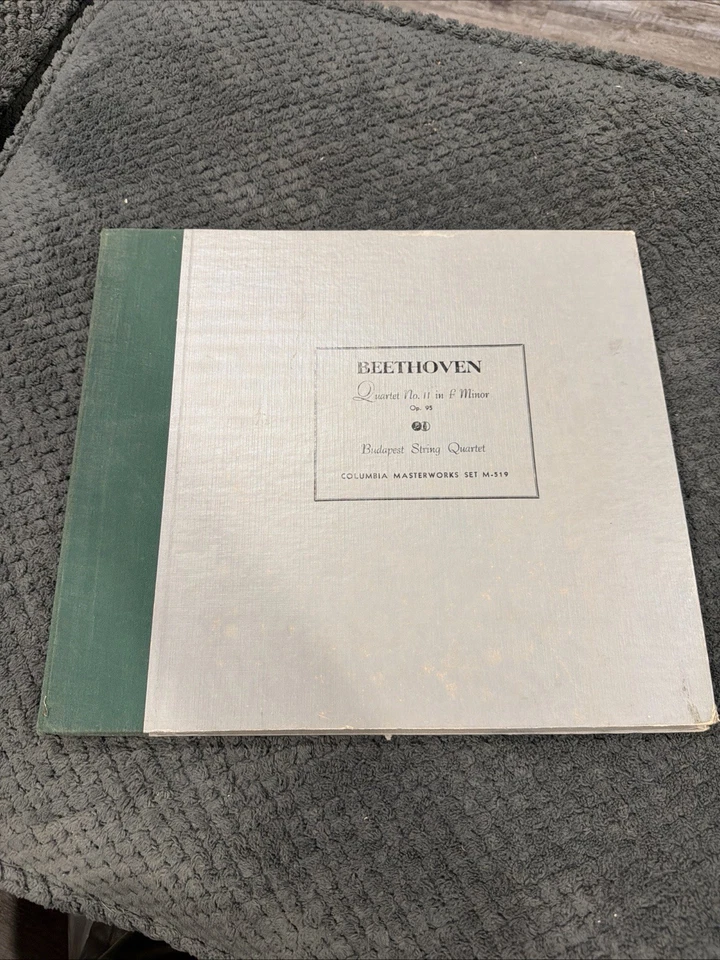 BEETHOVEN
Quartet No. 11 in F Minor
Op. 95
Budapest String Quartet
COLUMBIA MASTERWORKS SET M-519